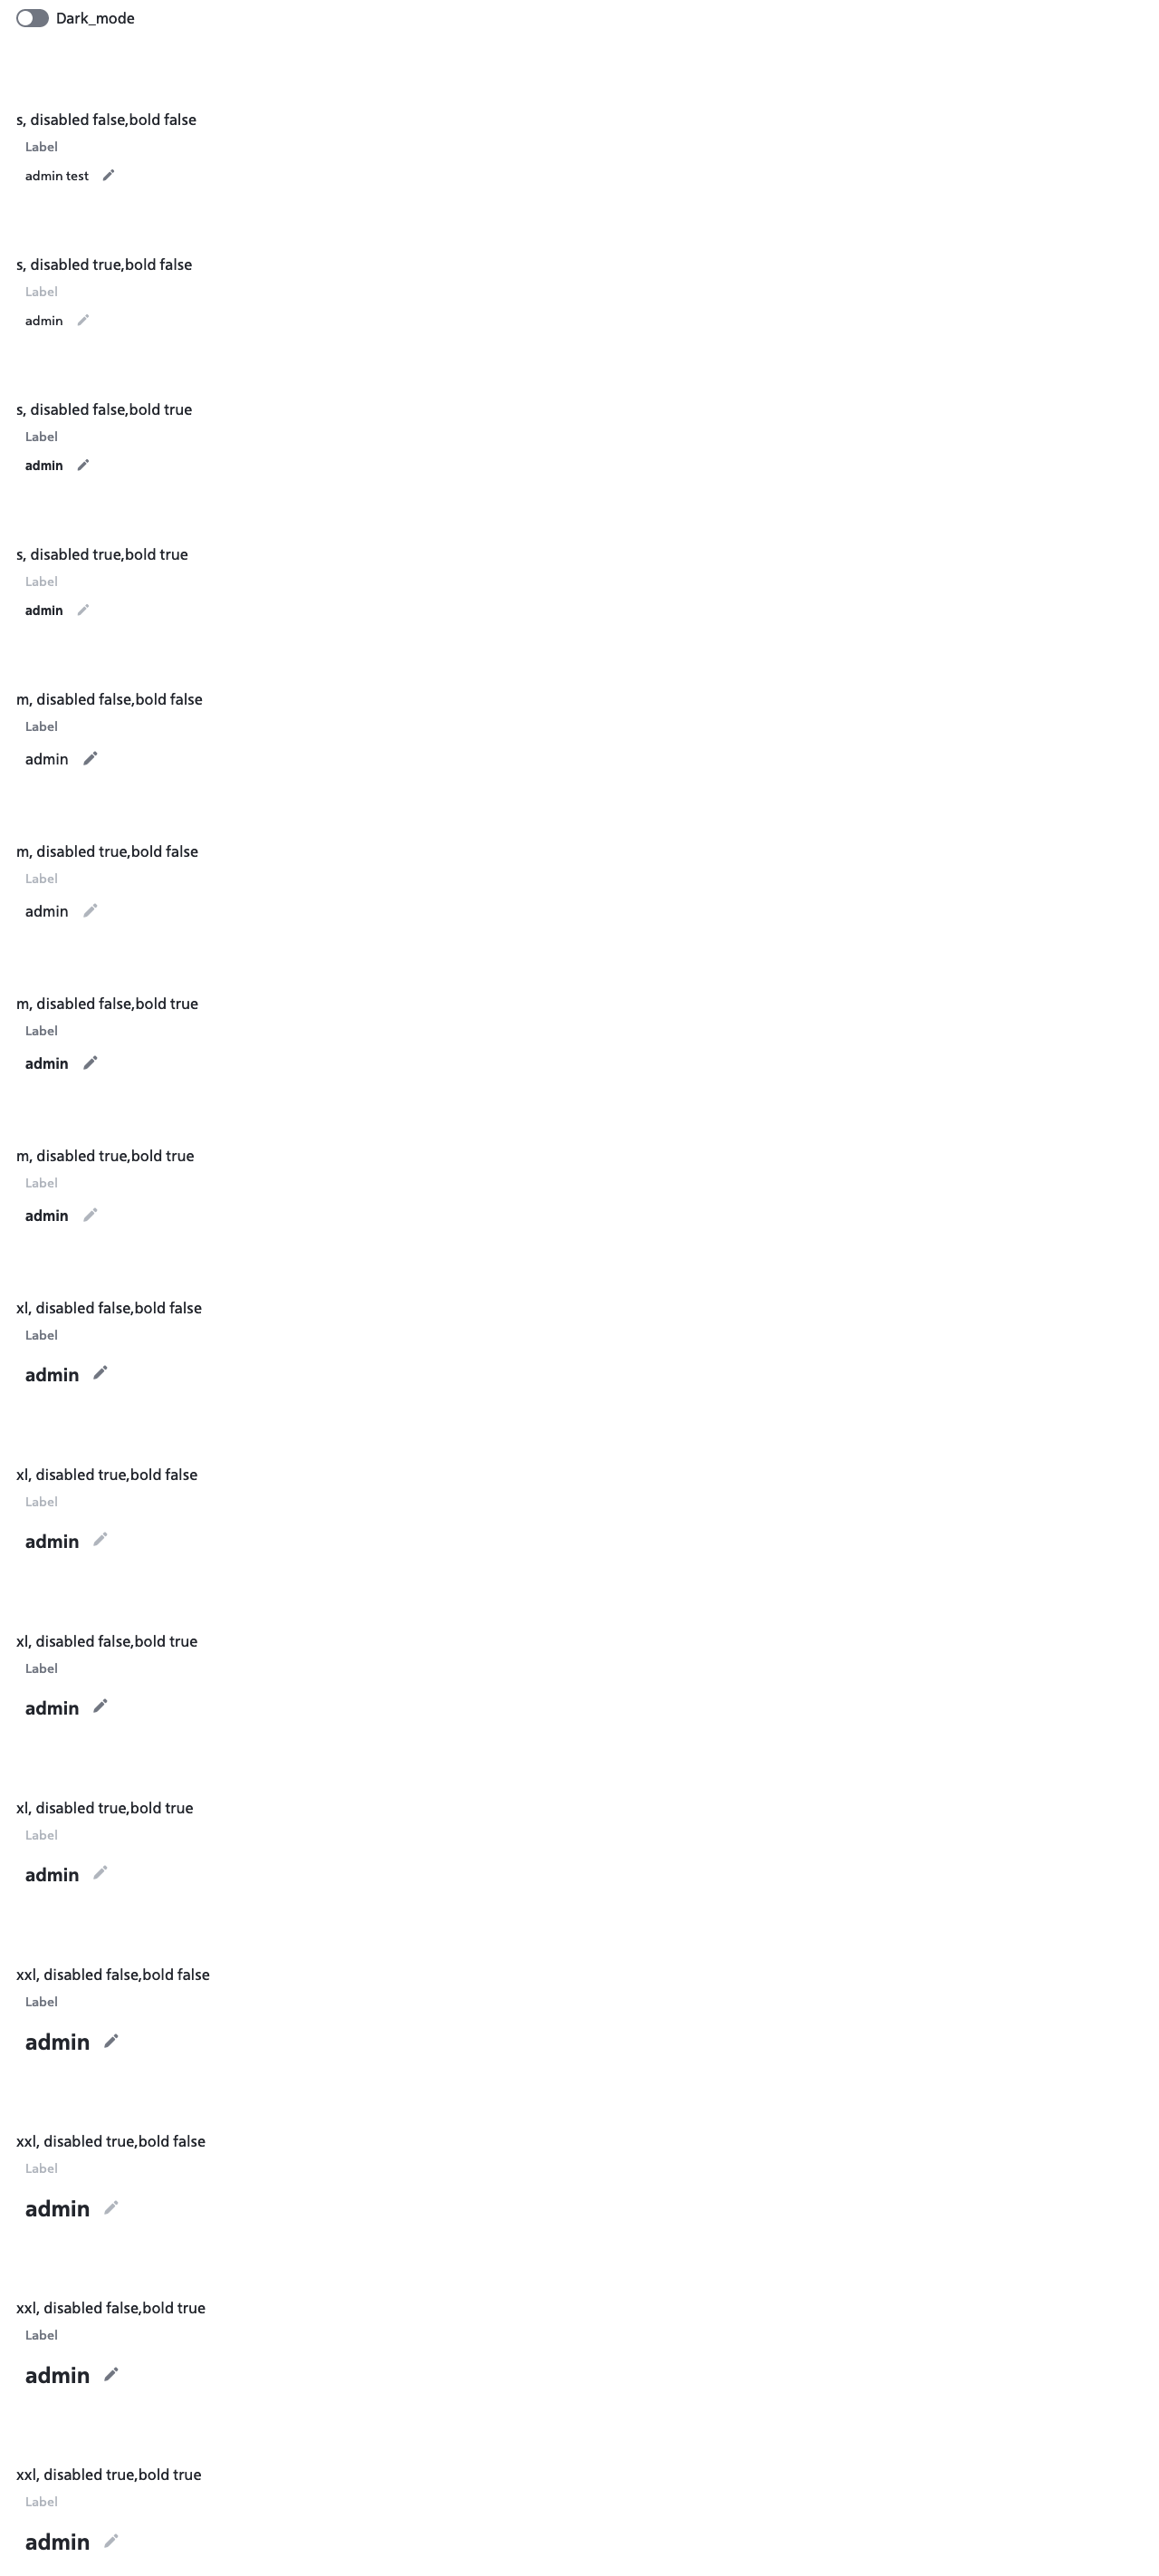 Dark_mode
s, disabled false,bold false
Label
admin test
s, disabled true,bold false
Label
admin
s, disabled false,bold true
Label
admin
s, disabled true,bold true
Label
admin
m, disabled false,bold false
Label
admin
m, disabled true,bold false
Label
admin
m, disabled false,bold true
Label
admin
m, disabled true,bold true
Label
admin
xl, disabled false,bold false
Label
admin
xl, disabled true,bold false
Label
admin
xl, disabled false,bold true
Label
admin
xl, disabled true,bold true
Label
admin
xxl, disabled false,bold false
Label
admin
xxl, disabled true,bold false
Label
admin
xxl, disabled false,bold true
Label
admin
xxl, disabled true,bold true
Label
admin